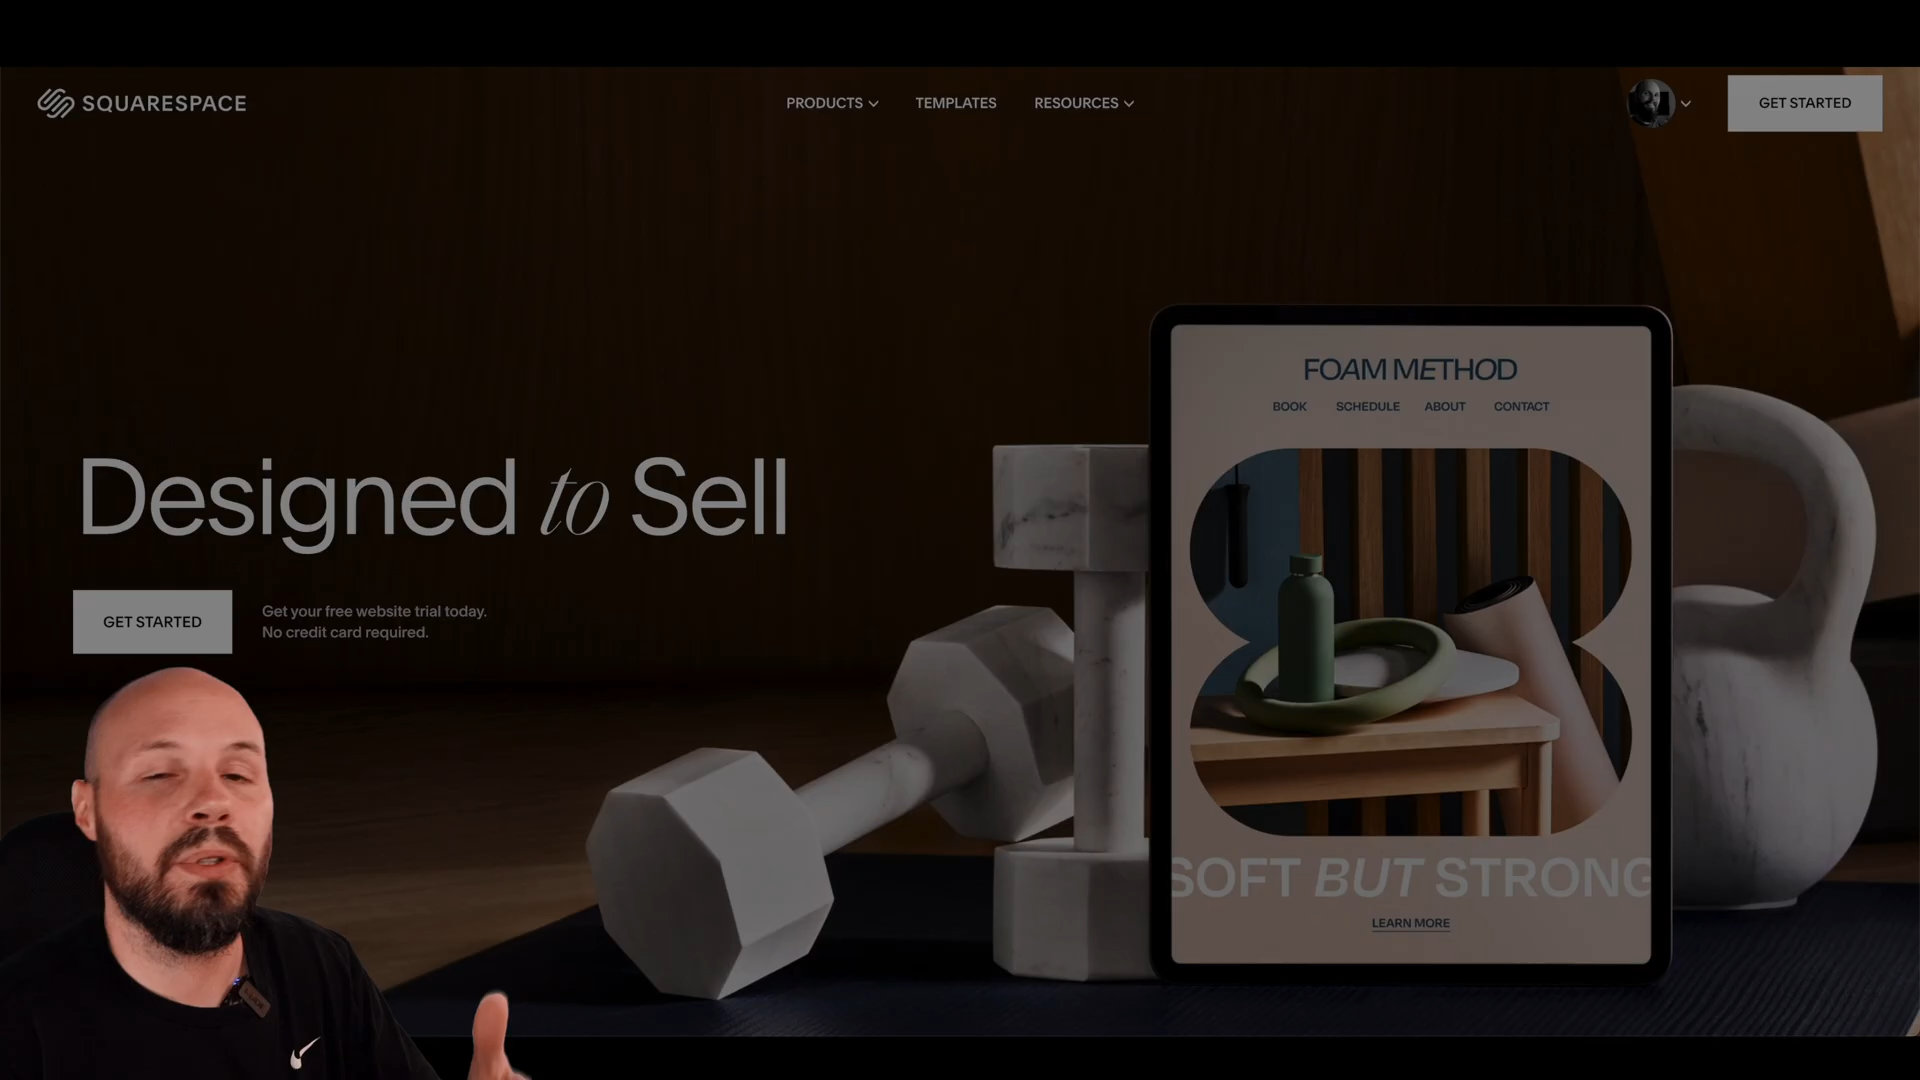 SQUARESPACE
PRODUCTS
TEMPLATES
RESOURCES
GET STARTED
Designed to Sell
GET STARTED
Get your free website trial today.
No credit card required.
FOAM METHOD
BOOK
SCHEDULE
ABOUT
CONTACT
SOFT BUT STRONG
LEARN MORE